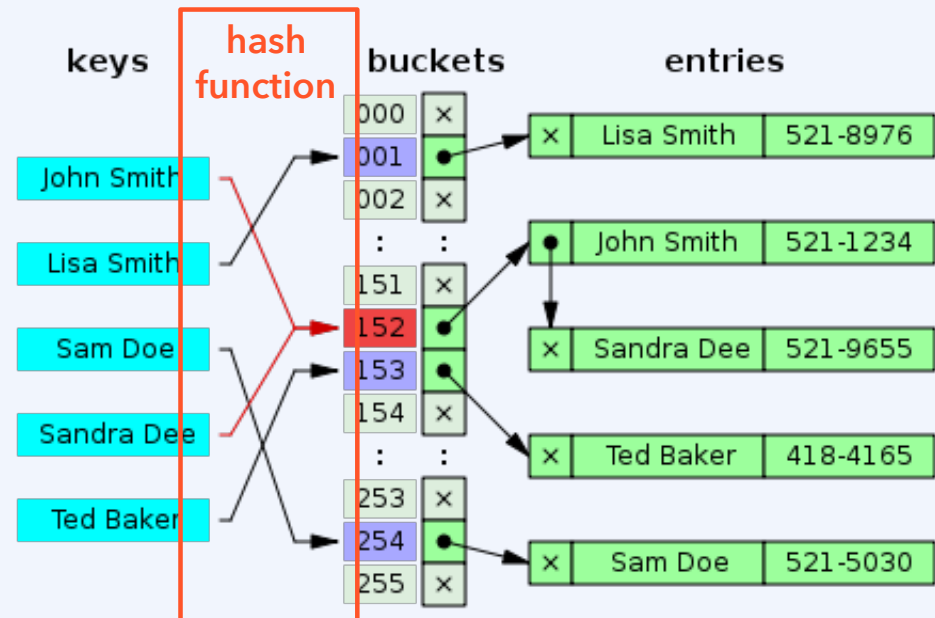 keys
hash
function
buckets
entries
John Smith
Lisa Smith
Sam Doe
Sandra Dee
Ted Baker
000 ×
001
002 ×
: :
151 ×
152
153
154 ×
: :
253 ×
254
255 ×
× Lisa Smith 521-8976
John Smith 521-1234
× Sandra Dee 521-9655
× Ted Baker 418-4165
× Sam Doe 521-5030